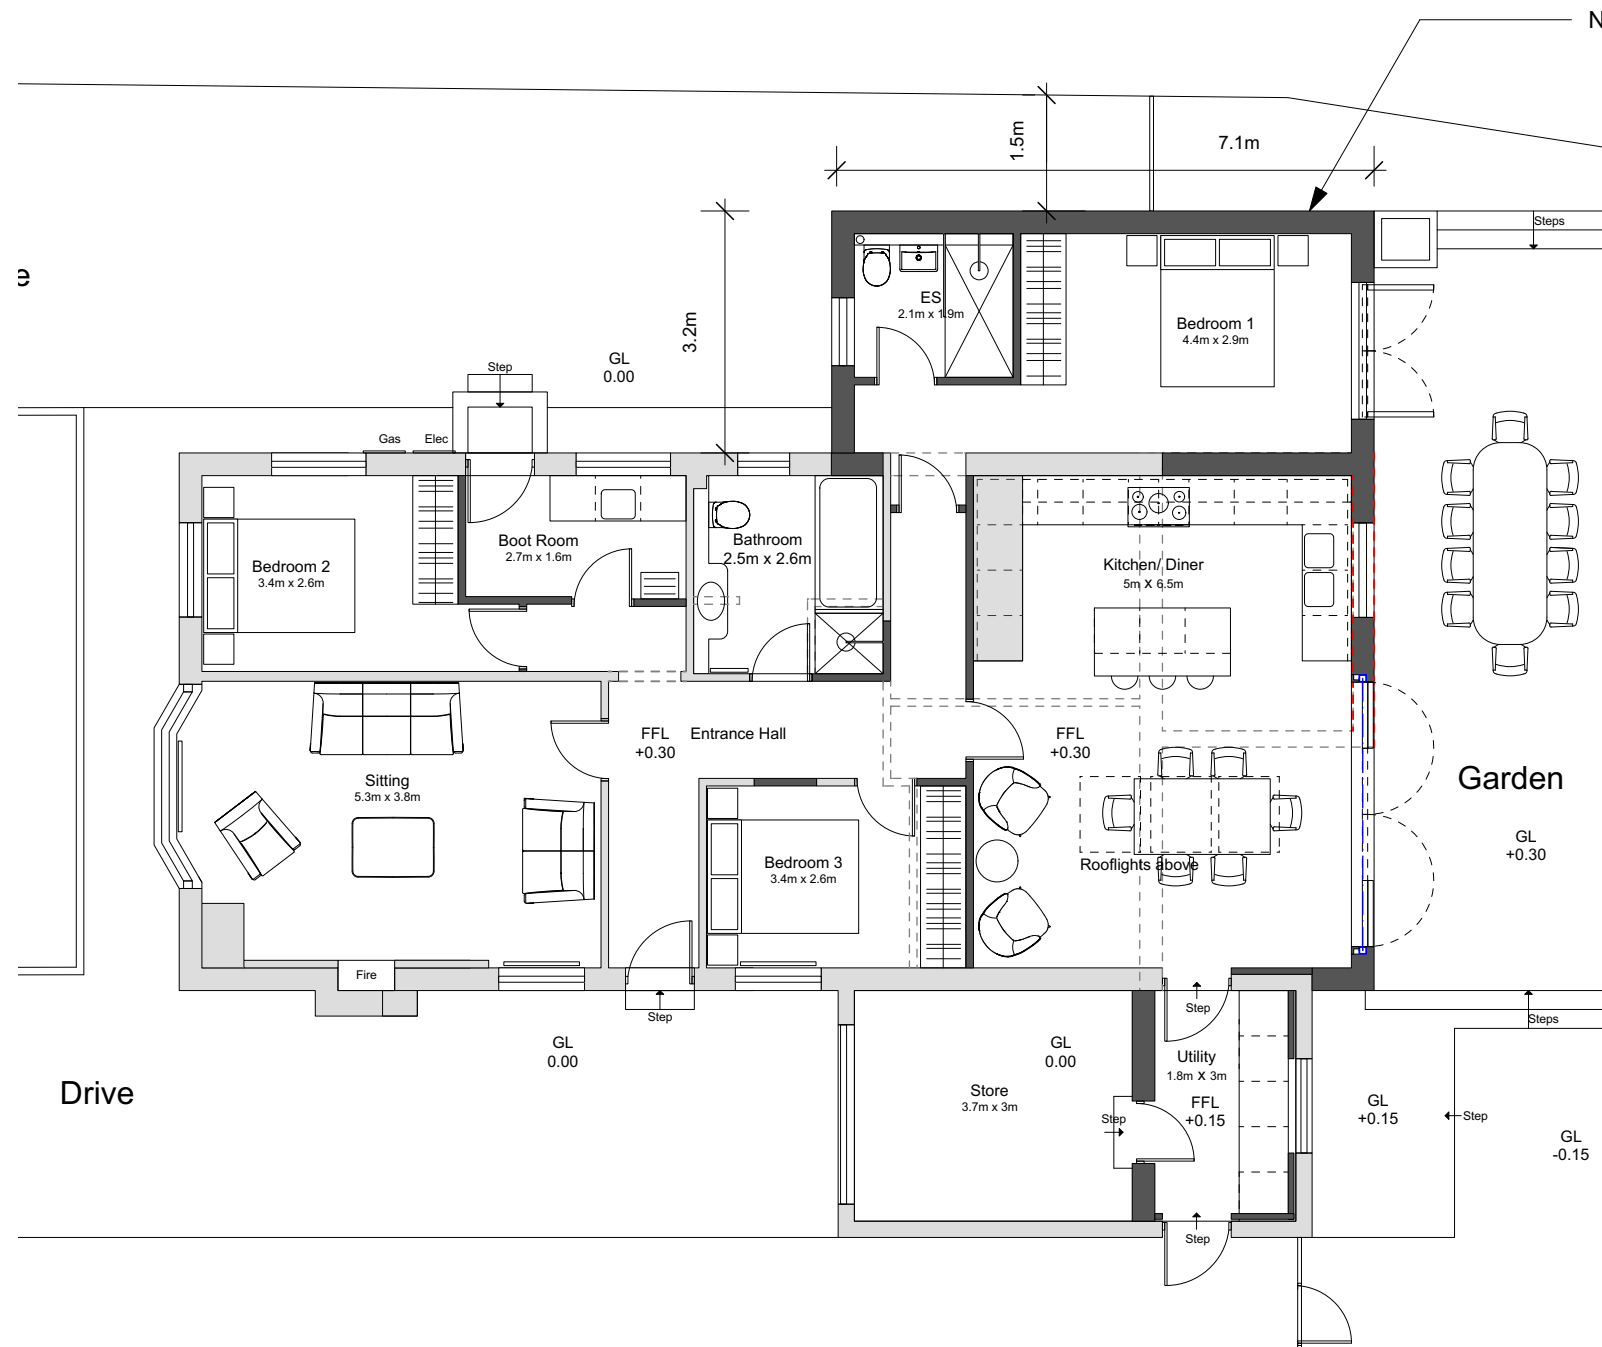 N
1.5m
7.1m
Steps
e
ES
2.1m x 1.9m
Bedroom 1
4.4m x 2.9m
3.2m
GL
0.00
Step
Gas
Elec
Bedroom 2
3.4m x 2.6m
Boot Room
2.7m x 1.6m
Bathroom
2.5m x 2.6m
Kitchen/ Diner
5m x 6.5m
FFL
+0.30
Entrance Hall
FFL
+0.30
Sitting
5.3m x 3.8m
Garden
GL
+0.30
Bedroom 3
3.4m x 2.6m
Rooflights above
Fire
Step
Step
Steps
GL
0.00
GL
0.00
Utility
1.8m x 3m
Drive
Store
3.7m x 3m
Step
FFL
+0.15
GL
+0.15
Step
GL
-0.15
Step